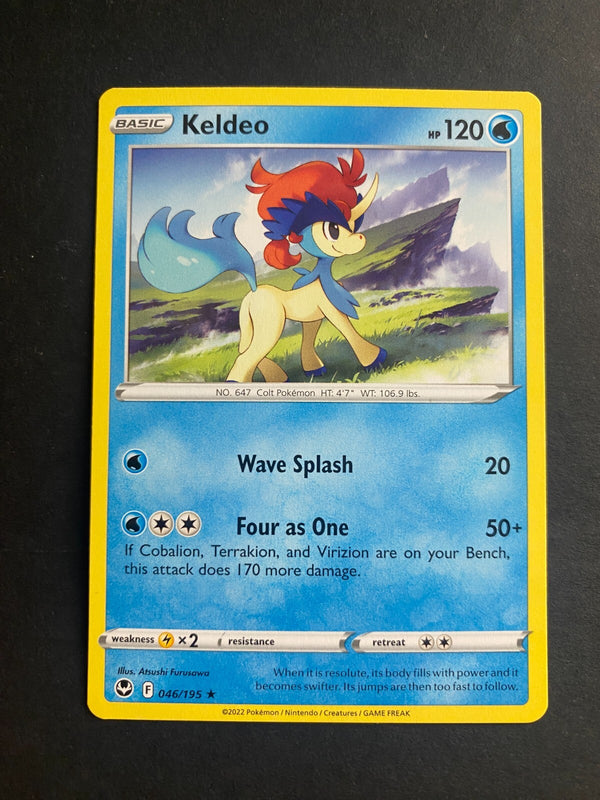 BASIC Keldeo HP 120
NO. 647 Colt Pokémon HT: 4'7" WT: 106.9 lbs.
Wave Splash 20
Four as One 50+
If Cobalion, Terrakion, and Virizion are on your Bench,
this attack does 170 more damage.
weakness ×2 resistance retreat
Illus. Atsushi Furusawa
F 046/195 ★
When it is resolute, its body fills with power and it
becomes swifter. Its jumps are then too fast to follow.
©2022 Pokémon / Nintendo / Creatures / GAME FREAK